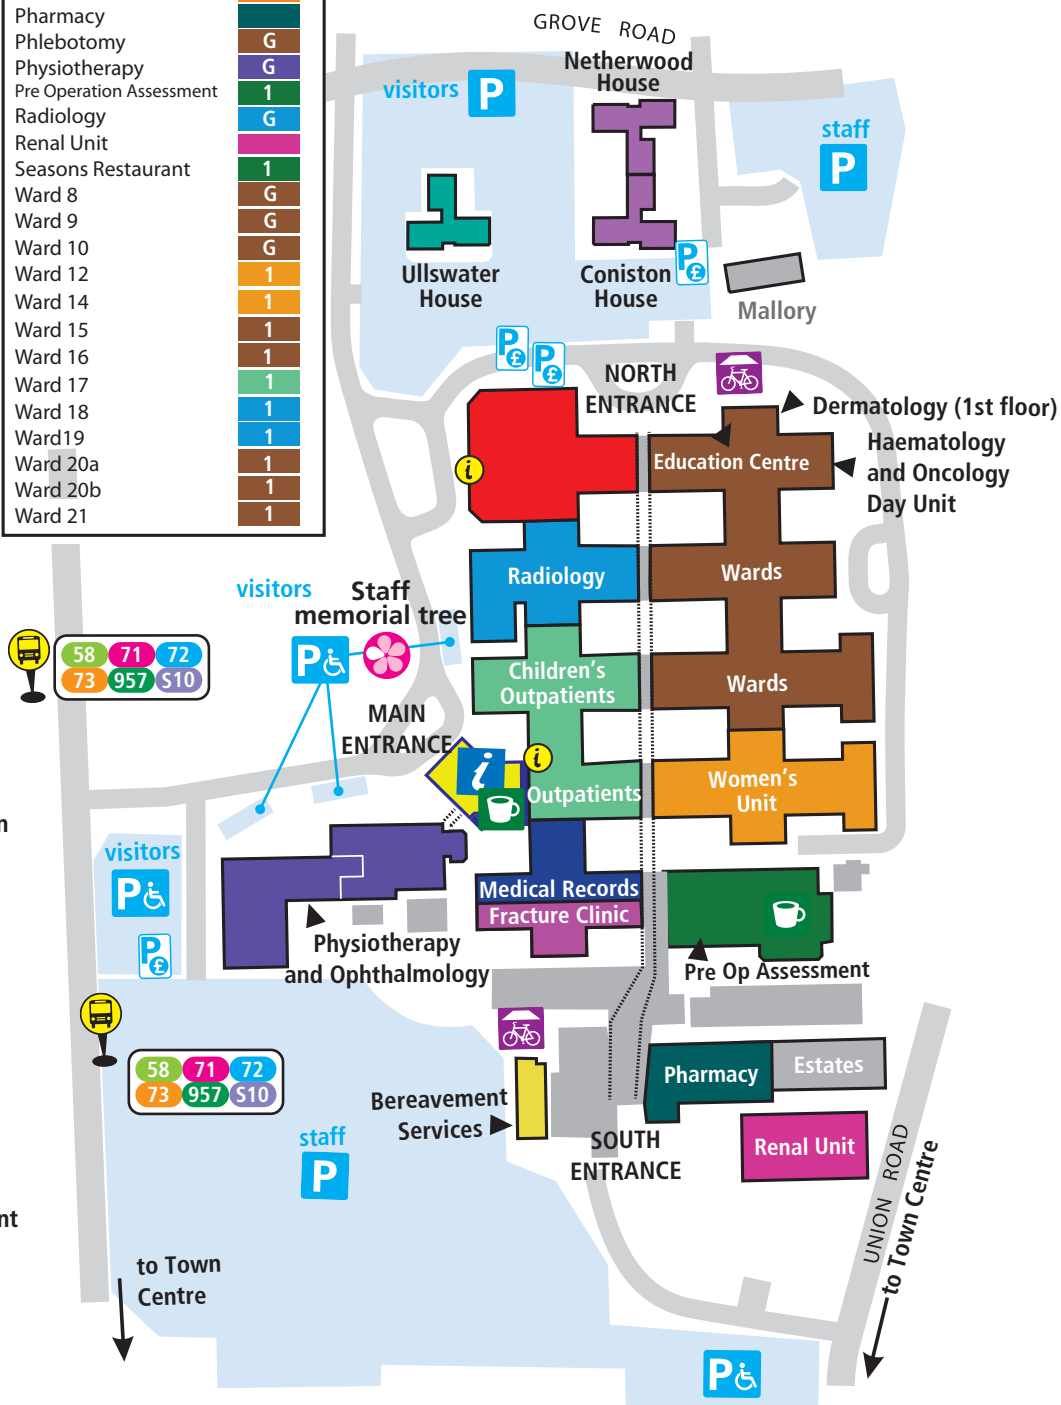 Pharmacy
Phlebotomy G
Physiotherapy G
Pre Operation Assessment 1
Radiology G
Renal Unit
Seasons Restaurant 1
Ward 8 G
Ward 9 G
Ward 10 G
Ward 12 1
Ward 14 1
Ward 15 1
Ward 16 1
Ward 17 1
Ward 18 1
Ward19 1
Ward 20a 1
Ward 20b 1
Ward 21 1
GROVE ROAD
Netherwood
House
visitors P
staff
P
Ullswater
House
Coniston
House
P£
Mallory
P£
P£
NORTH
ENTRANCE
Dermatology (1st floor)
Haematology
and Oncology
Day Unit
i
Education Centre
Radiology
Wards
visitors
Staff
memorial tree
P
58 71 72
73 957 S10
Children's
Outpatients
Wards
MAIN
ENTRANCE
i
i
Outpatients
Women's
Unit
n
visitors
P
P£
Medical Records
Fracture Clinic
Physiotherapy
and Ophthalmology
Pre Op Assessment
58 71 72
73 957 S10
Pharmacy
Estates
Bereavement
Services
SOUTH
ENTRANCE
Renal Unit
staff
P
UNION ROAD
to Town Centre
nt
to Town
Centre
P